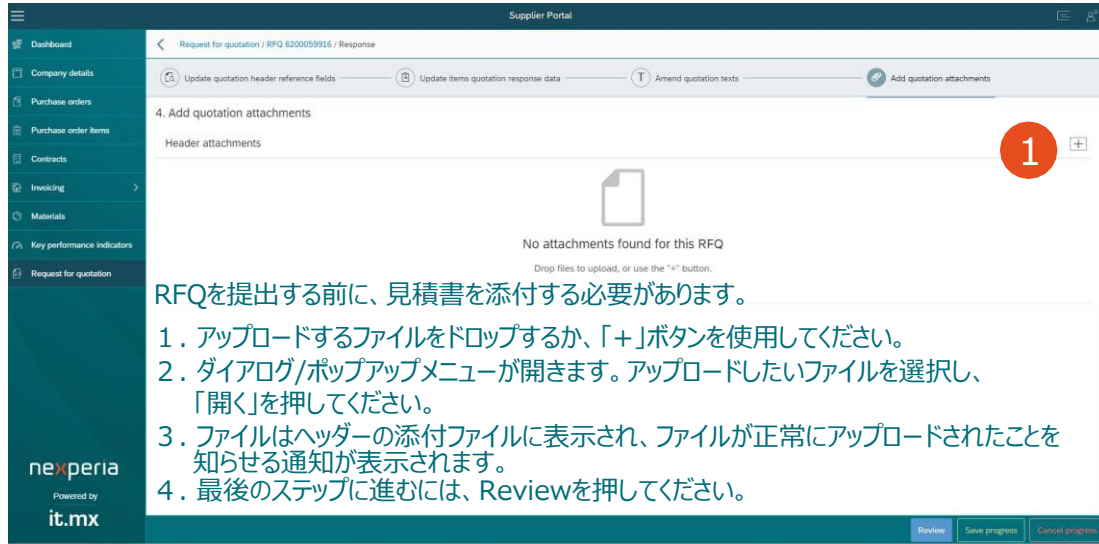 Supplier Portal
Dashboard
Company details
Purchase orders
Purchase order items
Contracts
Invoicing
Materials
Key performance indicators
Request for quotation
Request for quotation / RFQ 6200059916 / Response
Update quotation header reference fields
Update items quotation response data
T Amend quotation texts
Add quotation attachments
4. Add quotation attachments
Header attachments
1
+
No attachments found for this RFQ
Drop files to upload, or use the "+" button.
RFQを提出する前に、見積書を添付する必要があります。
１. アップロードするファイルをドロップするか、「+」ボタンを使用してください。
２. ダイアログ/ポップアップメニューが開きます。アップロードしたいファイルを選択し、
「開く」を押してください。
３. ファイルはヘッダーの添付ファイルに表示され、ファイルが正常にアップロードされたことを
知らせる通知が表示されます。
４. 最後のステップに進むには、Reviewを押してください。
nexperia
Powered by
it.mx
Review
Save progress
Cancel progress